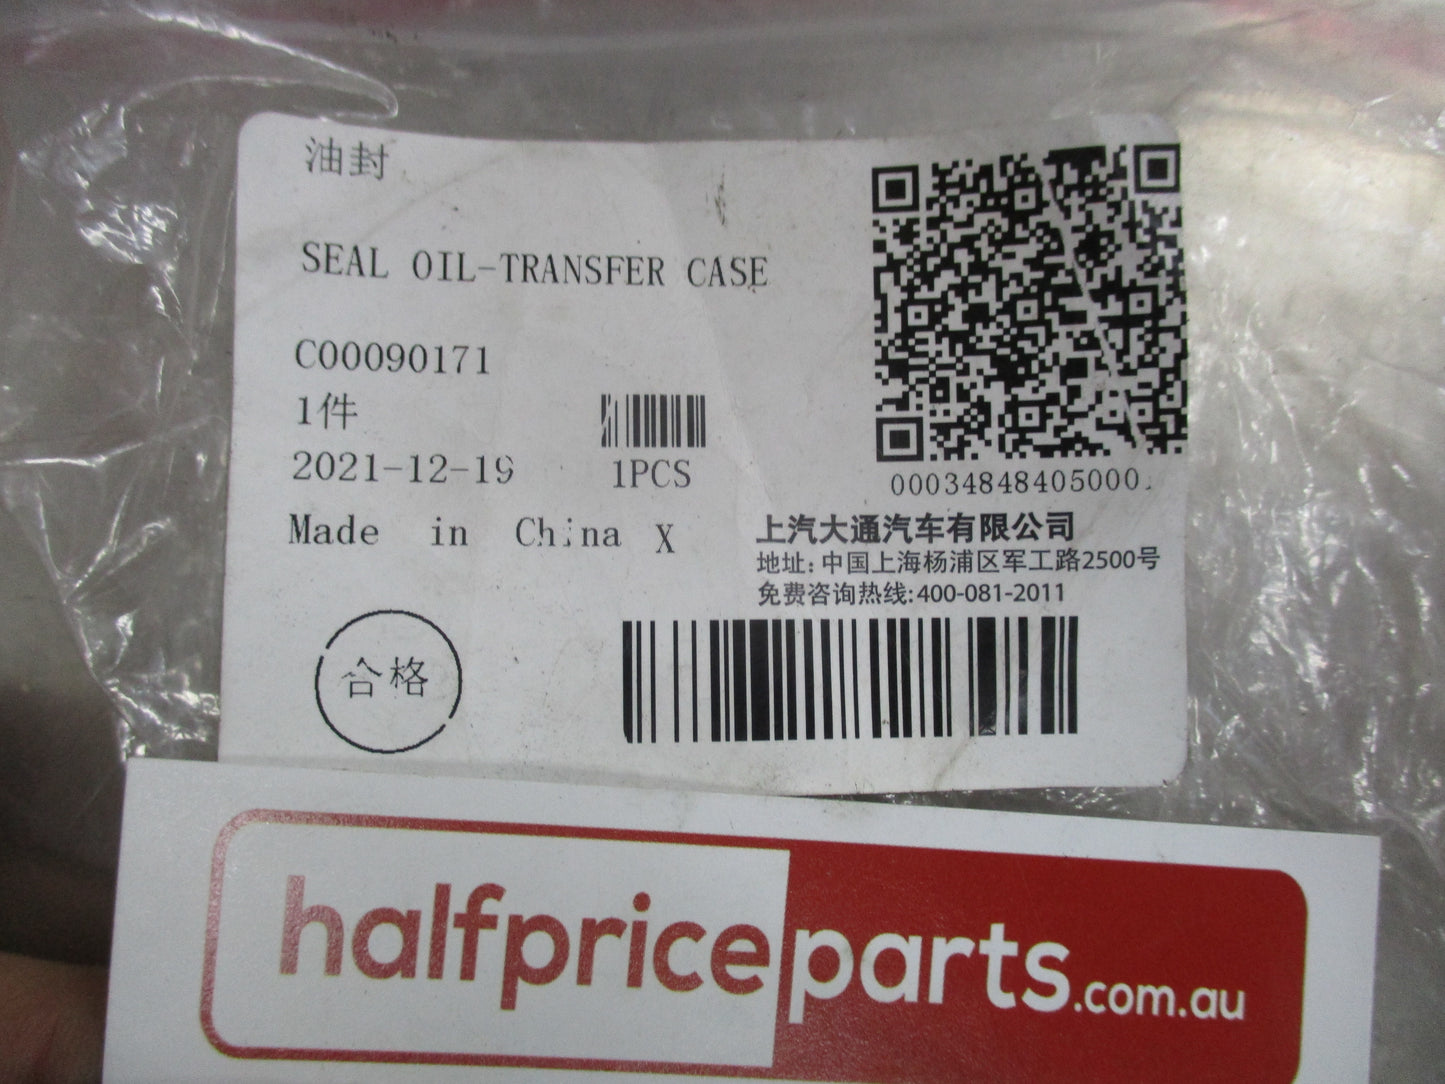 油封
SEAL OIL-TRANSFER CASE
C00090171
1件
2021-12-19
1PCS
Made in China X
00034848405000
上汽大通汽车有限公司
地址:中国上海杨浦区军工路2500号
免费咨询热线:400-081-2011
合格
halfpriceparts.com.au